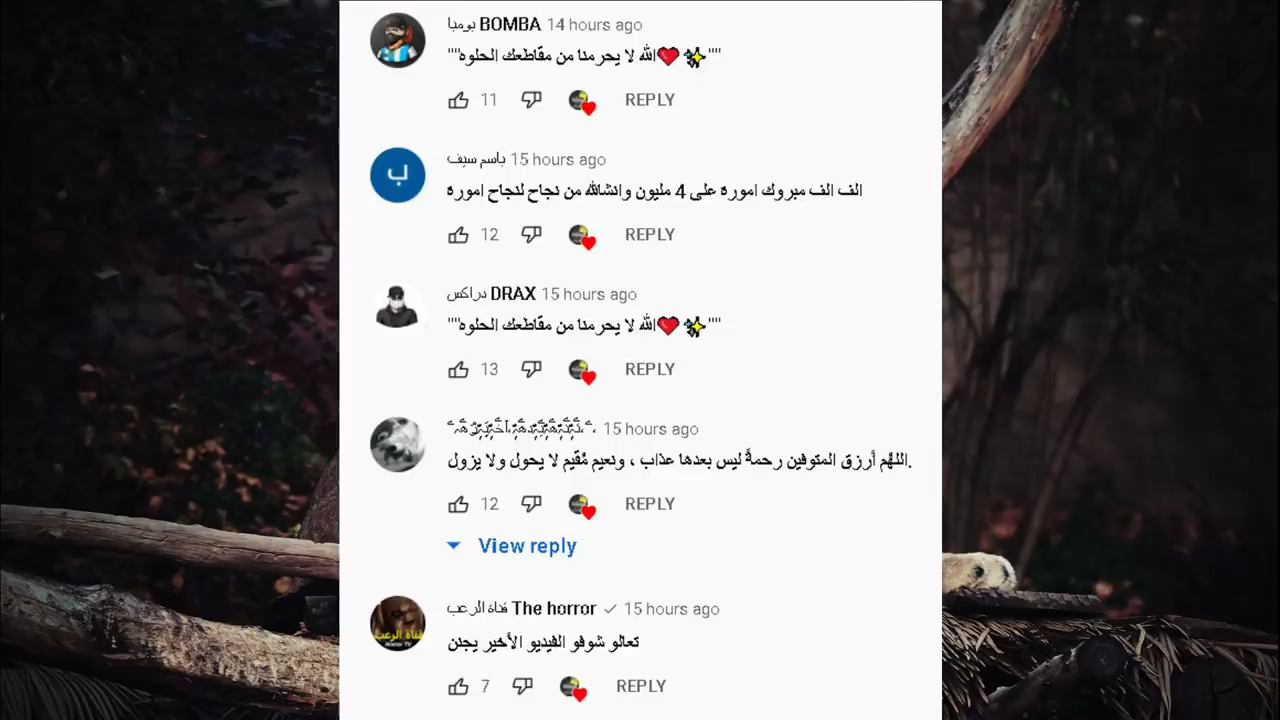 بومبا BOMBA 14 hours ago
""الله لا يحرمنا من مقاطعك الحلوه❤️✨""
11 REPLY
ب
باسم سيف 15 hours ago
الف الف مبروك اموره على 4 مليون وانشالله من نجاح لنجاح اموره
12 REPLY
دراكس DRAX 15 hours ago
""الله لا يحرمنا من مقاطعك الحلوه❤️✨""
13 REPLY
15 hours ago
اللهُم أرزق المتوفين رحمةً ليس بعدها عذاب ، ونعيم مُقيم لا يحول ولا يزول.
12 REPLY
View reply
قناة الرعب
قناة الرعب The horror 15 hours ago
تعالو شوفو الفيديو الأخير يجنن
7 REPLY